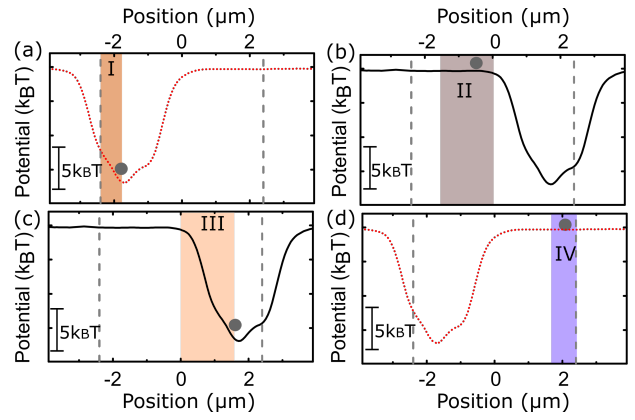 Position (μm)
Position (μm)
-2
0
2
-2
0
2
(a)
I
Potential (kBT)
5kBT
(b)
II
Potential (kBT)
5kBT
(c)
III
Potential (kBT)
5kBT
(d)
IV
Potential (kBT)
5kBT
-2
0
2
-2
0
2
Position (μm)
Position (μm)